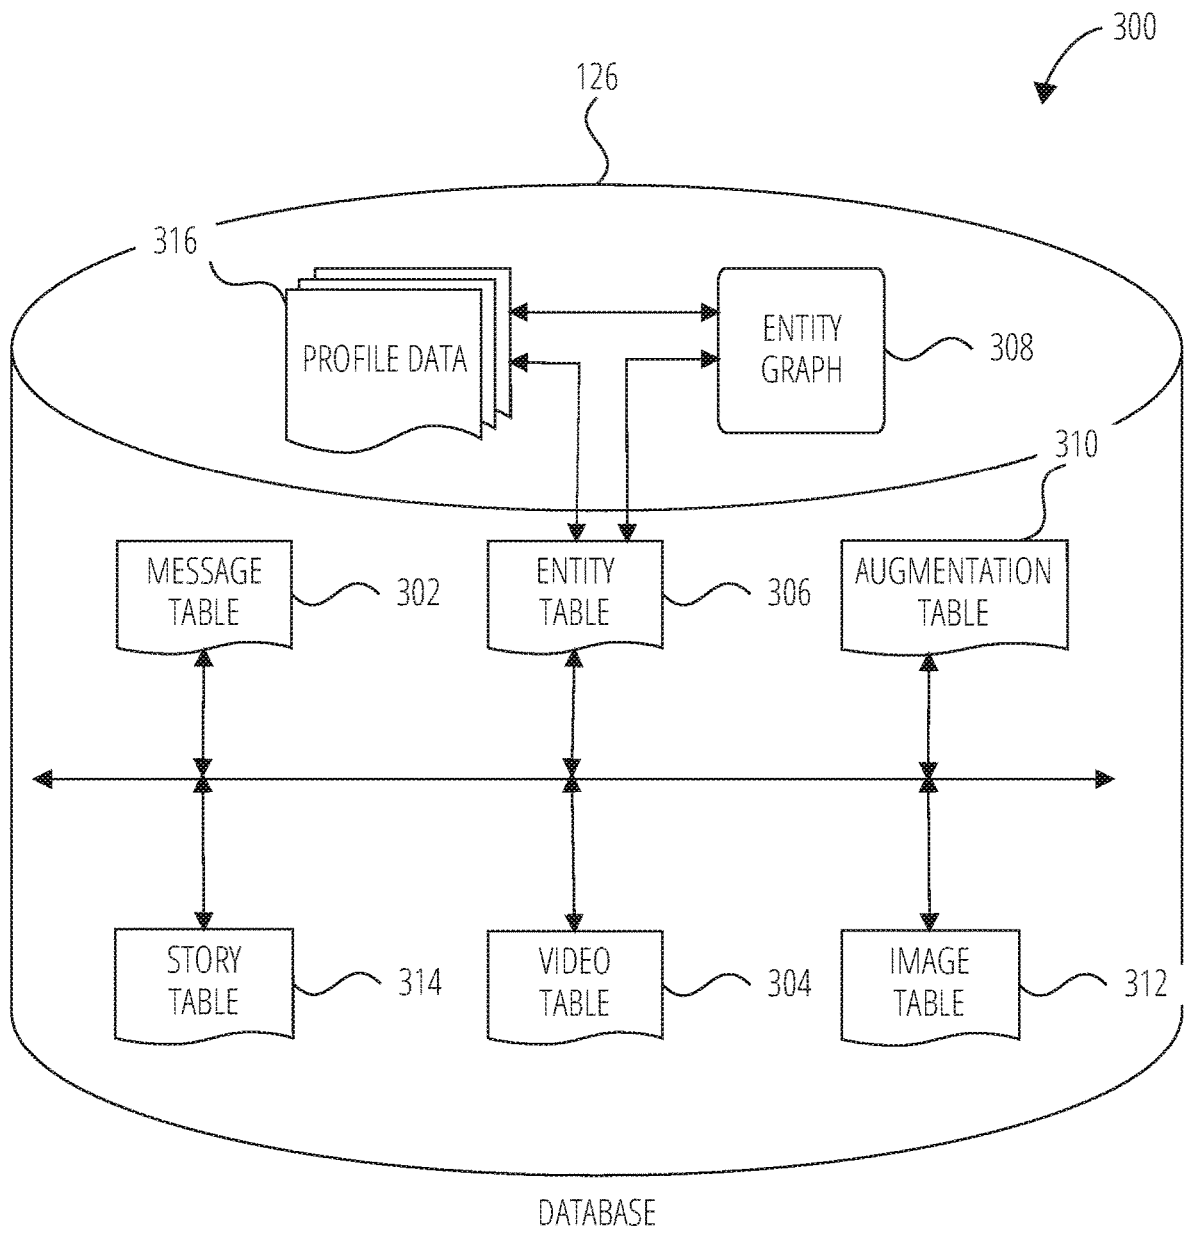 300
126
316
PROFILE DATA
ENTITY
GRAPH
308
310
MESSAGE
TABLE
302
ENTITY
TABLE
306
AUGMENTATION
TABLE
STORY
TABLE
314
VIDEO
TABLE
304
IMAGE
TABLE
312
DATABASE